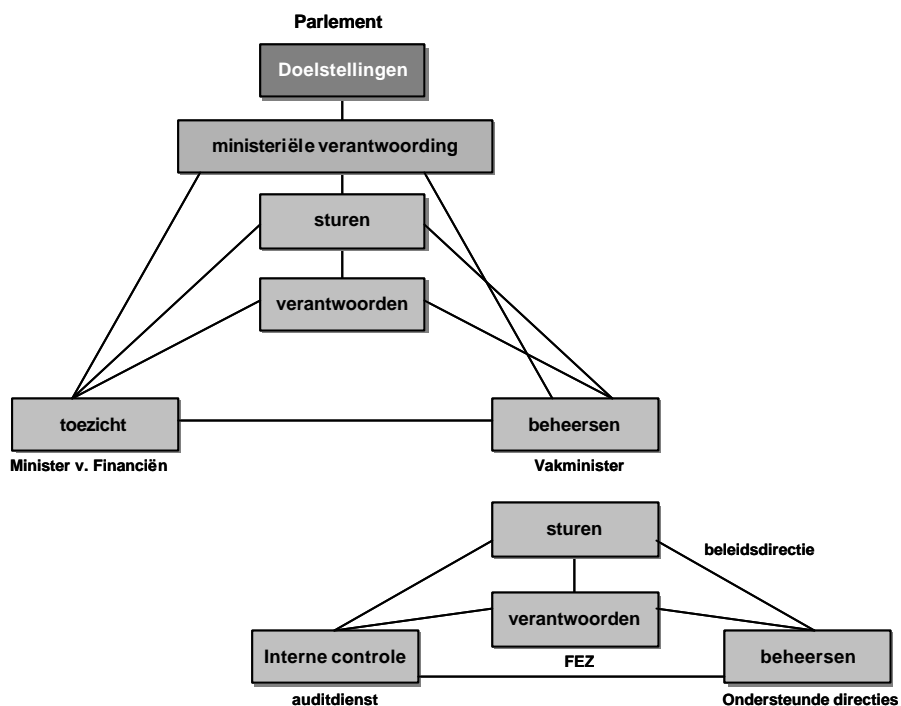 Parlement
Doelstellingen
ministeriële verantwoording
sturen
verantwoorden
toezicht
beheersen
Minister v. Financiën
Vakminister
sturen
beleidsdirectie
verantwoorden
Interne controle
beheersen
FEZ
auditdienst
Ondersteunde directies